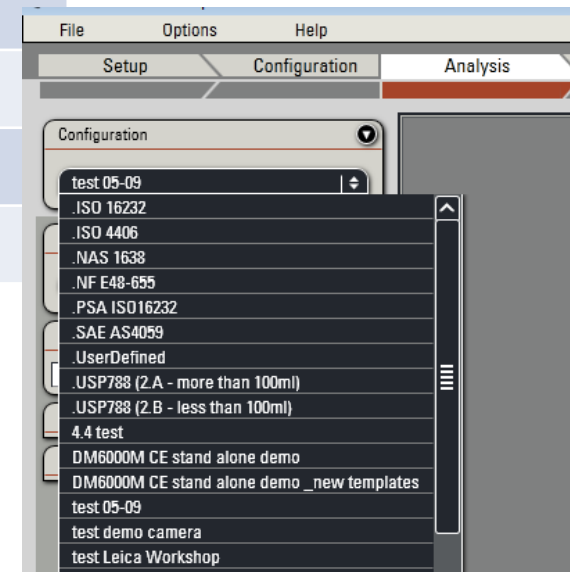 File Options Help
Setup Configuration Analysis
Configuration
test 05-09
.ISO 16232
.ISO 4406
.NAS 1638
.NF E48-655
.PSA ISO16232
.SAE AS4059
.UserDefined
.USP788 (2.A - more than 100ml)
.USP788 (2.B - less than 100ml)
4.4 test
DM6000M CE stand alone demo
DM6000M CE stand alone demo _new templates
test 05-09
test demo camera
test Leica Workshop